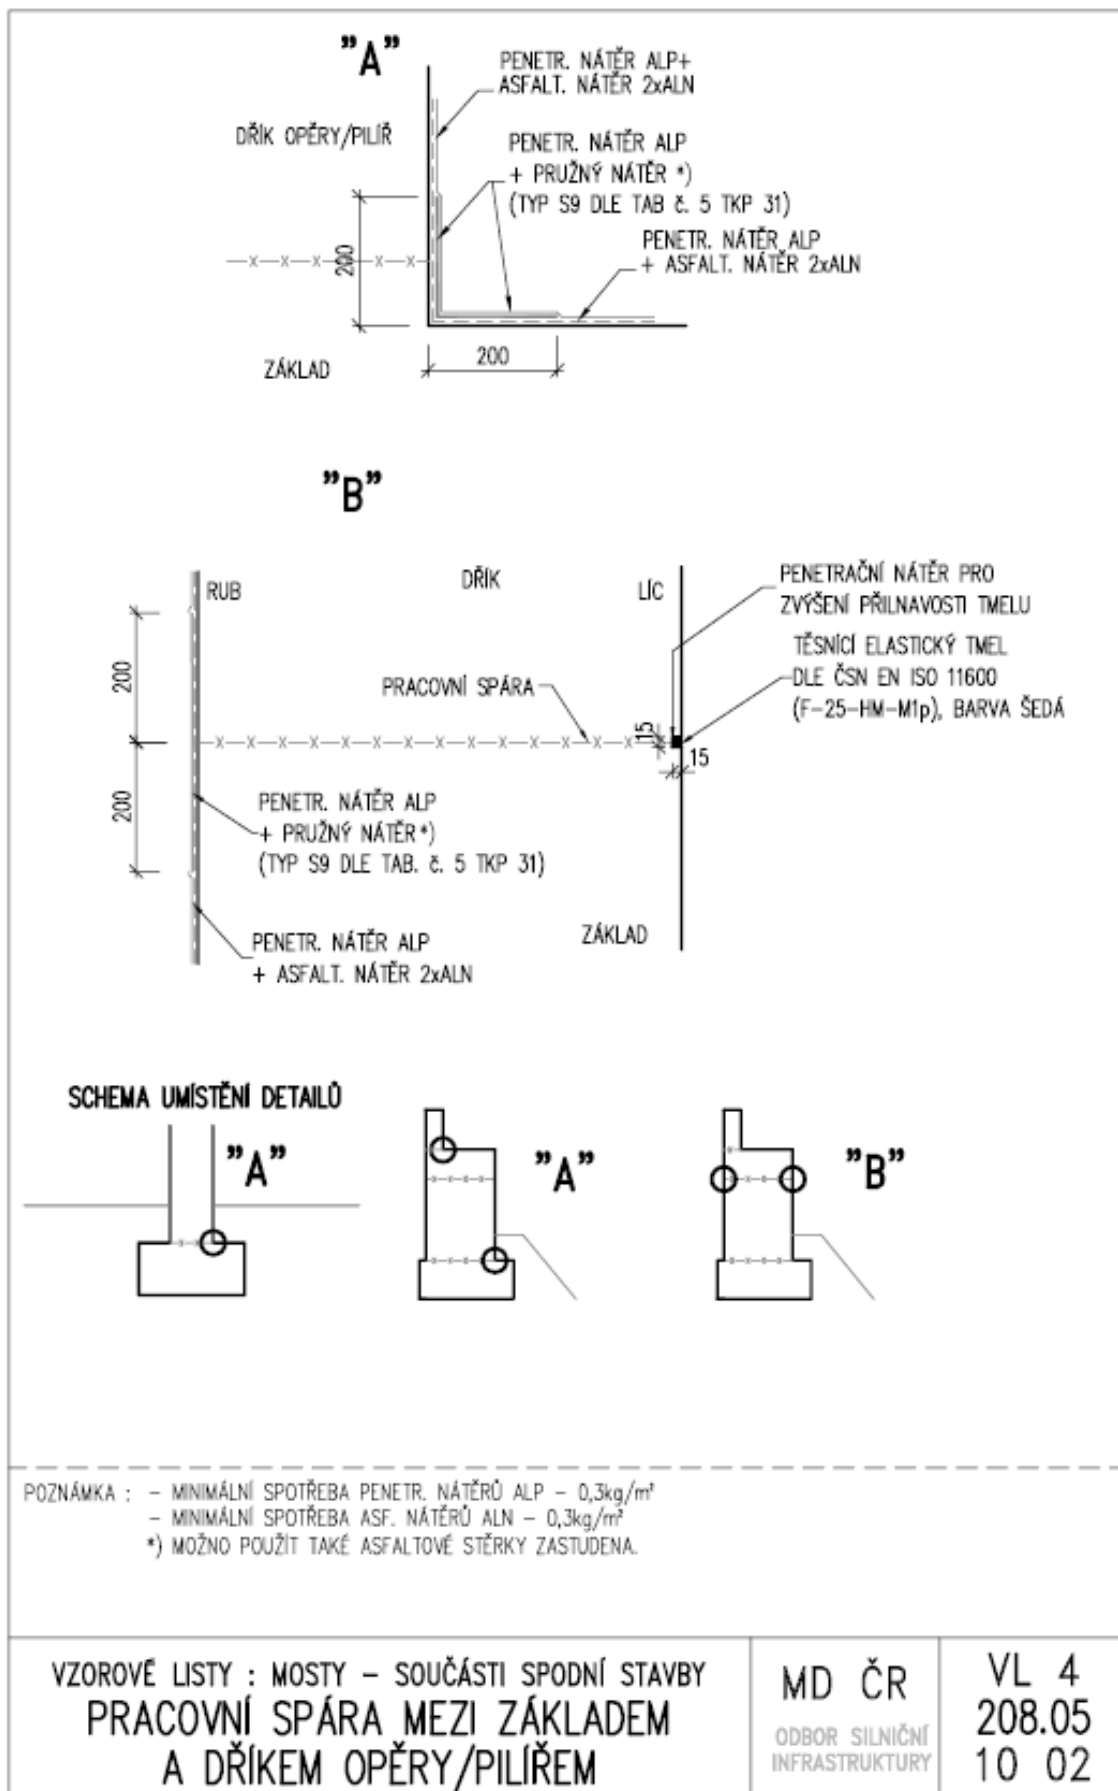 "A"
PENETR. NÁTĚR ALP+
ASFALT. NÁTĚR 2xALN
DŘÍK OPĚRY/PILÍŘ
PENETR. NÁTĚR ALP
+ PRUŽNÝ NÁTĚR *)
(TYP S9 DLE TAB č. 5 TKP 31)
PENETR. NÁTĚR ALP
+ ASFALT. NÁTĚR 2xALN
200
ZÁKLAD
200
"B"
RUB
DŘÍK
LÍC
PENETRAČNÍ NÁTĚR PRO
ZVÝŠENÍ PŘILNAVOSTI TMELU
TĚSNÍCÍ ELASTICKÝ TMEL
DLE ČSN EN ISO 11600
(F-25-HM-M1p), BARVA ŠEDÁ
200
PRACOVNÍ SPÁRA
15
15
200
PENETR. NÁTĚR ALP
+ PRUŽNÝ NÁTĚR *)
(TYP S9 DLE TAB. č. 5 TKP 31)
ZÁKLAD
PENETR. NÁTĚR ALP
+ ASFALT. NÁTĚR 2xALN
SCHEMA UMÍSTĚNÍ DETAILŮ
"A"
"A"
"B"
POZNÁMKA : - MINIMÁLNÍ SPOTŘEBA PENETR. NÁTĚRŮ ALP - 0,3kg/m²
- MINIMÁLNÍ SPOTŘEBA ASF. NÁTĚRŮ ALN - 0,3kg/m²
*) MOŽNO POUŽÍT TAKÉ ASFALTOVÉ STĚRKY ZASTUDENA.
VZOROVÉ LISTY : MOSTY - SOUČÁSTI SPODNÍ STAVBY
PRACOVNÍ SPÁRA MEZI ZÁKLADEM
A DŘÍKEM OPĚRY/PILÍŘEM
MD ČR
ODBOR SILNIČNÍ
INFRASTRUKTURY
VL 4
208.05
10 02